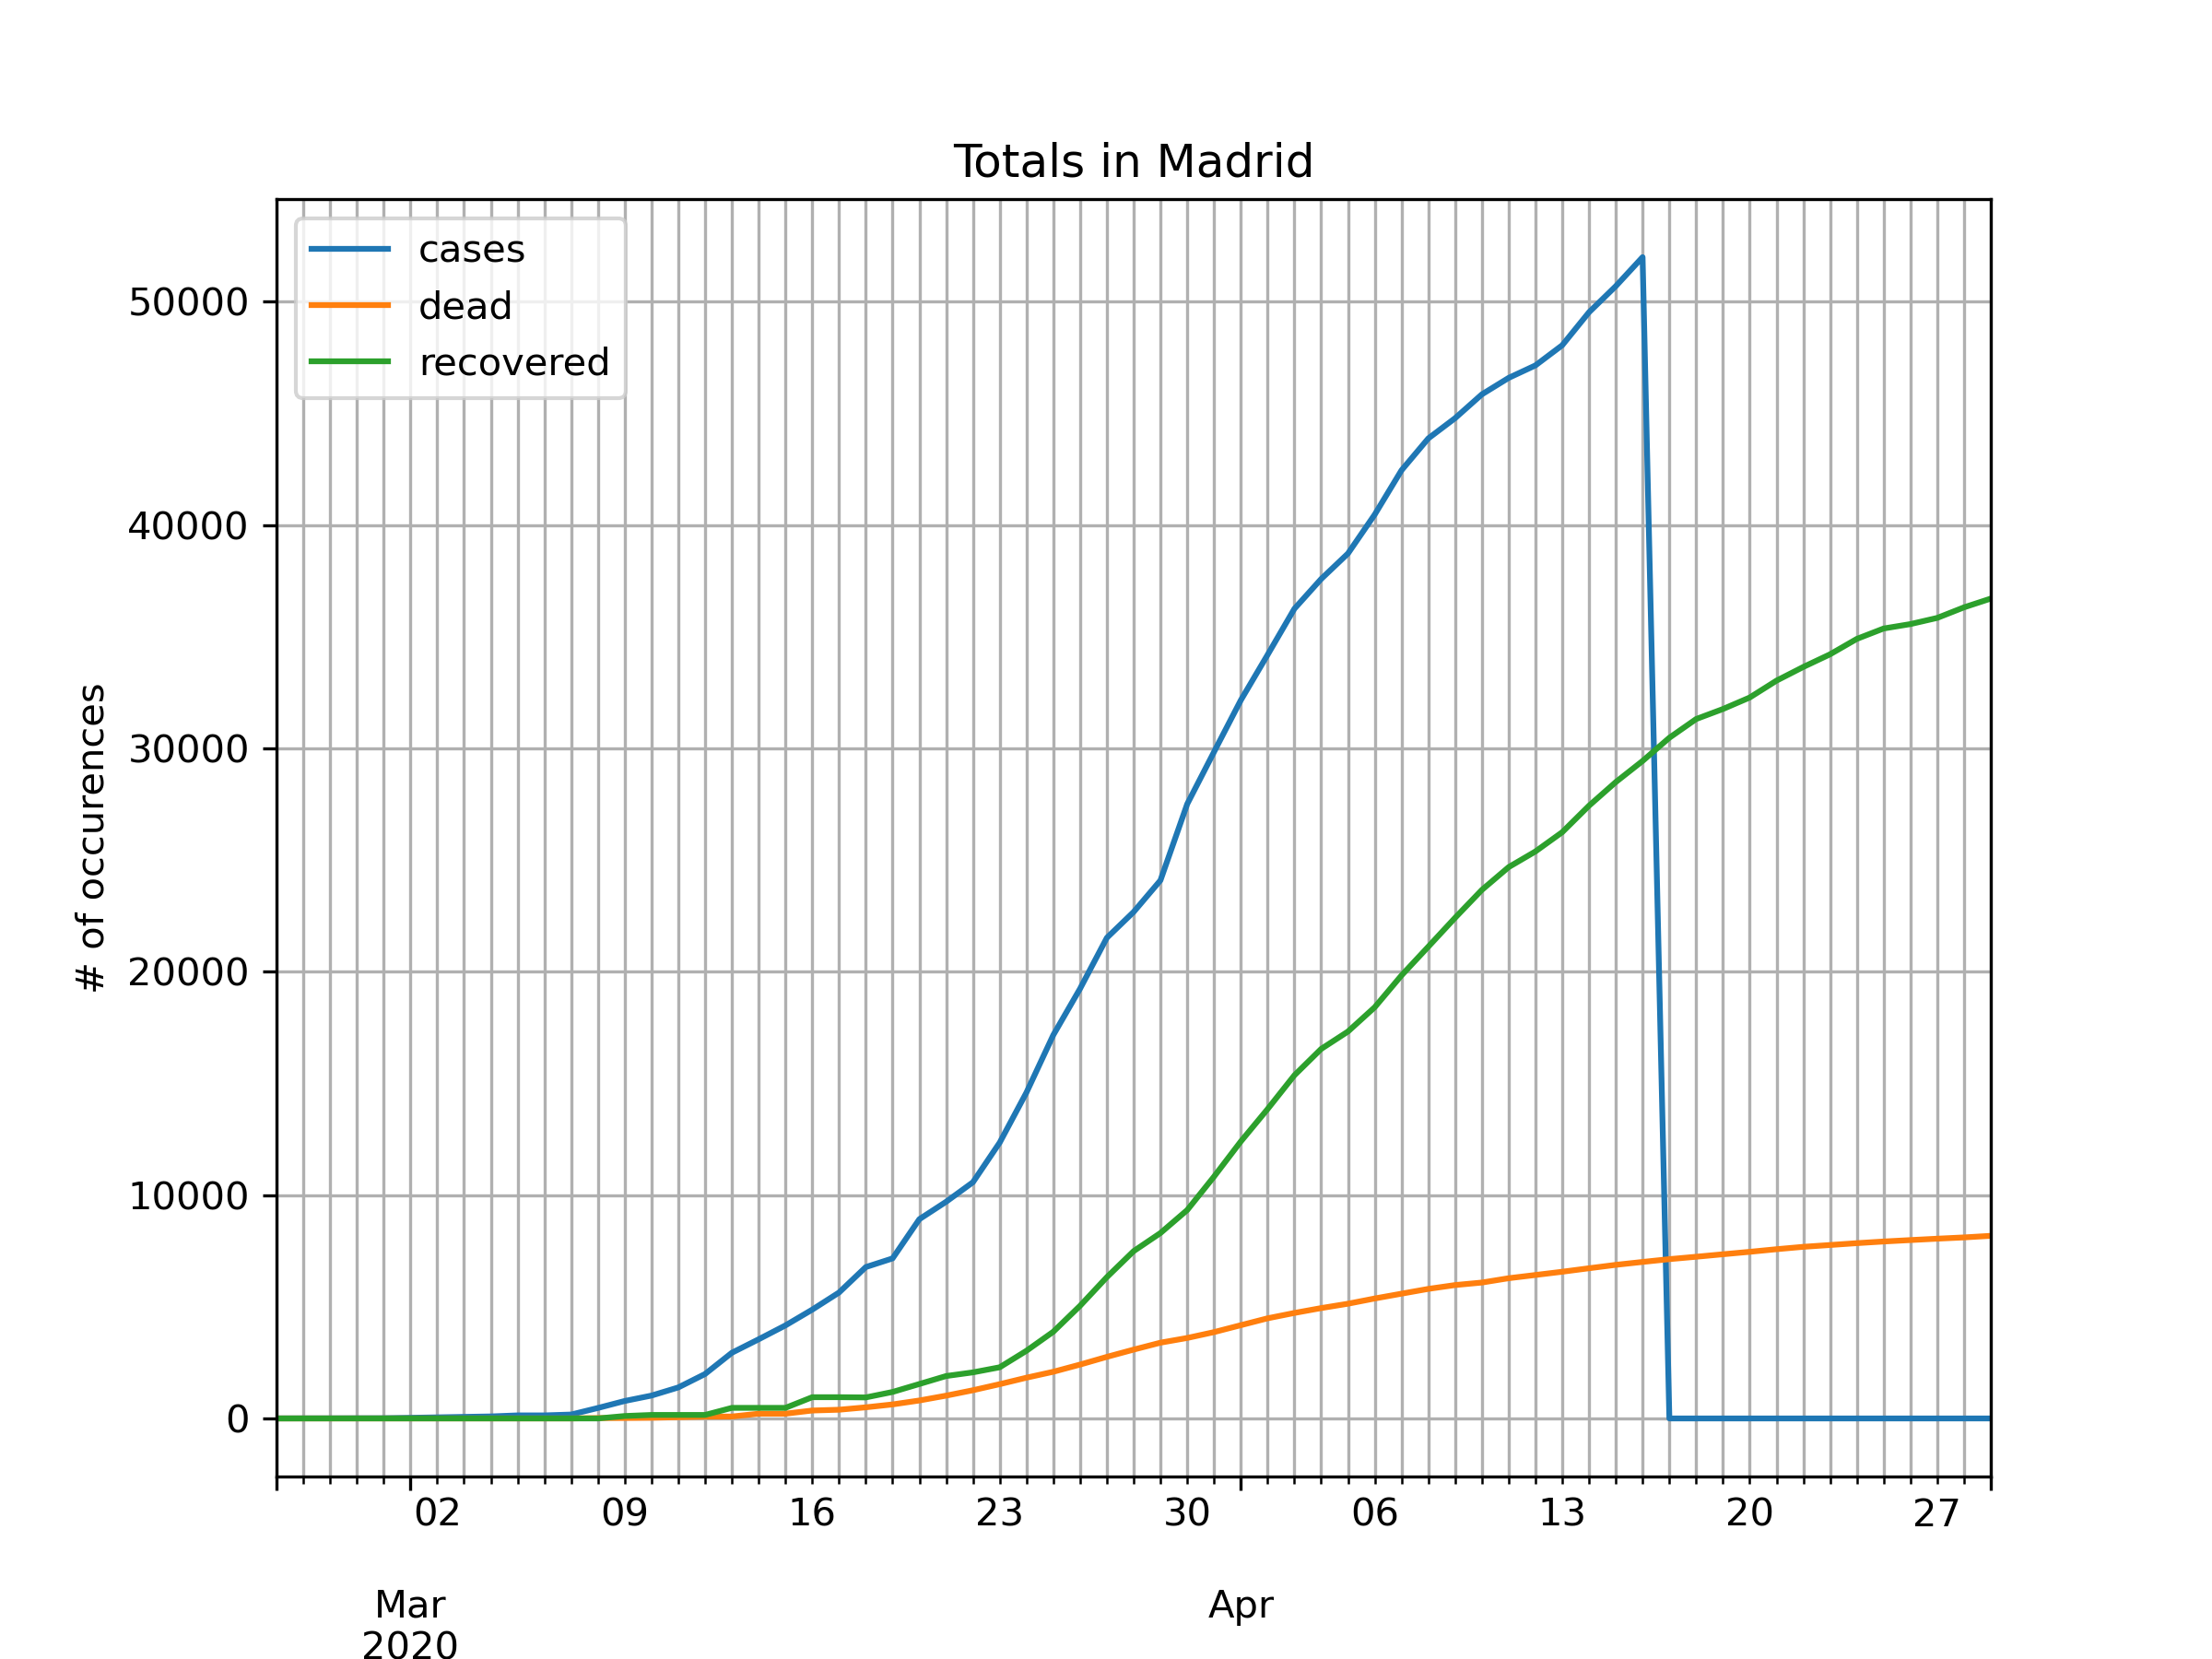 Totals in Madrid
cases
dead
recovered
# of occurences
50000
40000
30000
20000
10000
0
02 09 16 23 30 06 13 20 27
Mar Apr
2020